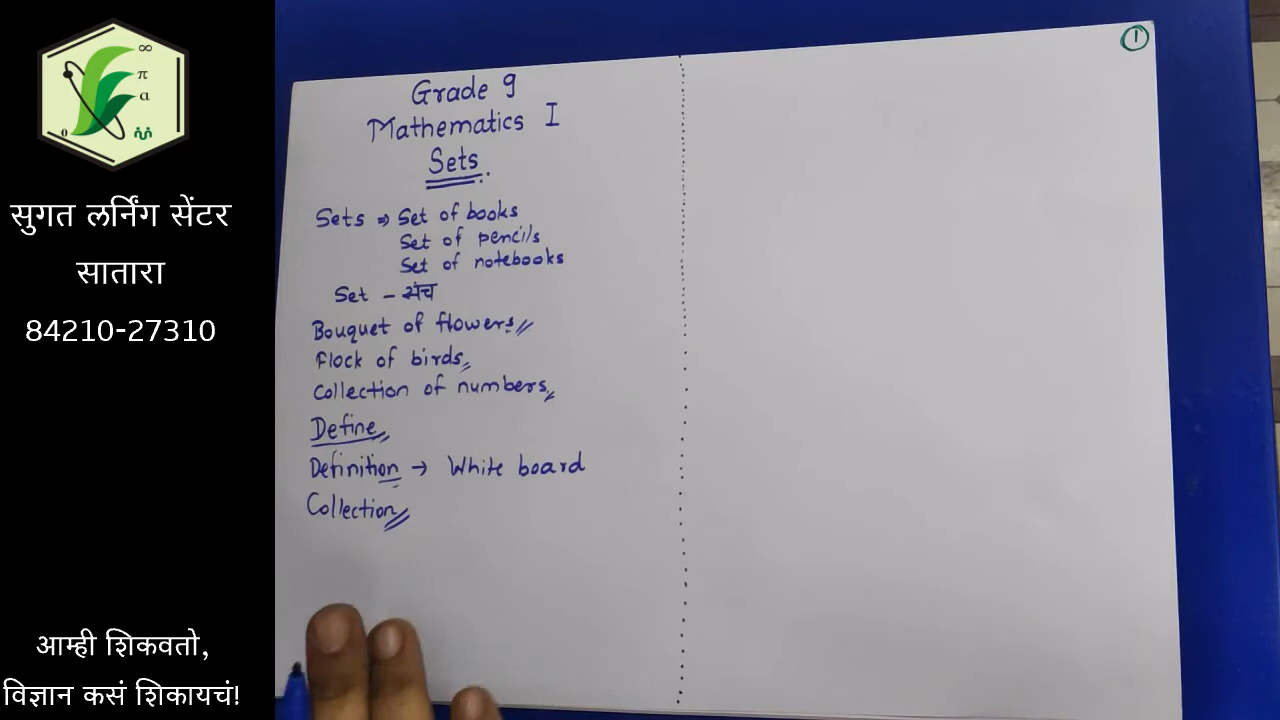 ∞
π
a
सुगत लर्निंग सेंटर
सातारा
84210-27310
आम्ही शिकवतो,
विज्ञान कसं शिकायचं!
1
Grade 9
Mathematics I
Sets
Sets ⇒ Set of books
Set of pencils
Set of notebooks
Set – संच
Bouquet of flowers
Flock of birds
Collection of numbers
Define
Definition → White board
Collection